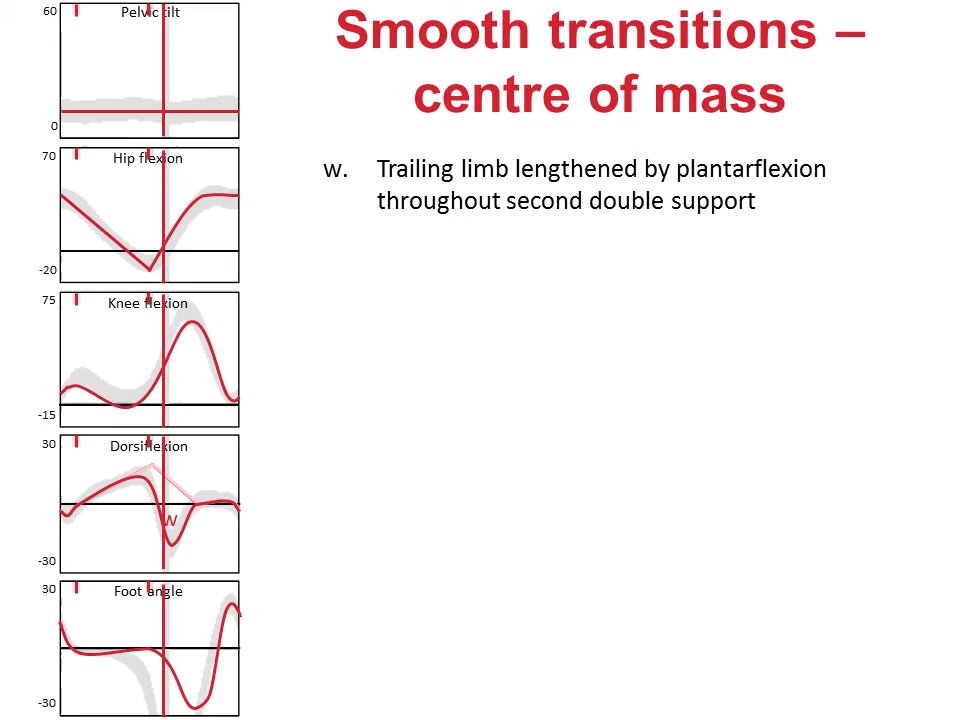 Smooth transitions –
centre of mass
w. Trailing limb lengthened by plantarflexion
throughout second double support
60
Pelvic tilt
0
70
Hip flexion
-20
75
Knee flexion
-15
30
Dorsiflexion
w
-30
30
Foot angle
-30